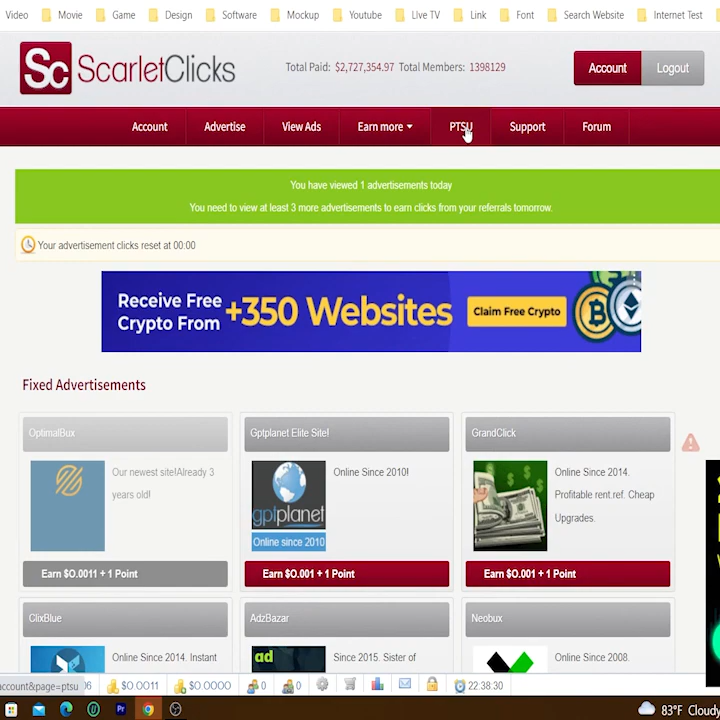 Video Movie Game Design Software Mockup Youtube LIve TV Link Font Search Website Internet Test
Sc ScarletClicks
Total Paid: $2,727,354.97 Total Members: 1398129
Account Logout
Account Advertise View Ads Earn more PTSU Support Forum
You have viewed 1 advertisements today
You need to view at least 3 more advertisements to earn clicks from your referrals tomorrow.
Your advertisement clicks reset at 00:00
Receive Free
Crypto From
+350 Websites
Claim Free Crypto
Fixed Advertisements
OptimalBux
Our newest site!Already 3
years old!
Earn $0.0011 + 1 Point
Gptplanet Elite Site!
gptplanet
Online since 2010
Online Since 2010!
Earn $0.001 + 1 Point
GrandClick
Online Since 2014.
Profitable rent.ref. Cheap
Upgrades.
Earn $0.001 + 1 Point
ClixBlue
Online Since 2014. Instant
AdzBazar
ad
Since 2015. Sister of
Neobux
Online Since 2008.
account&page=ptsu
06 $0.0011 $0.0000 0 0 22:38:30
83°F Cloudy